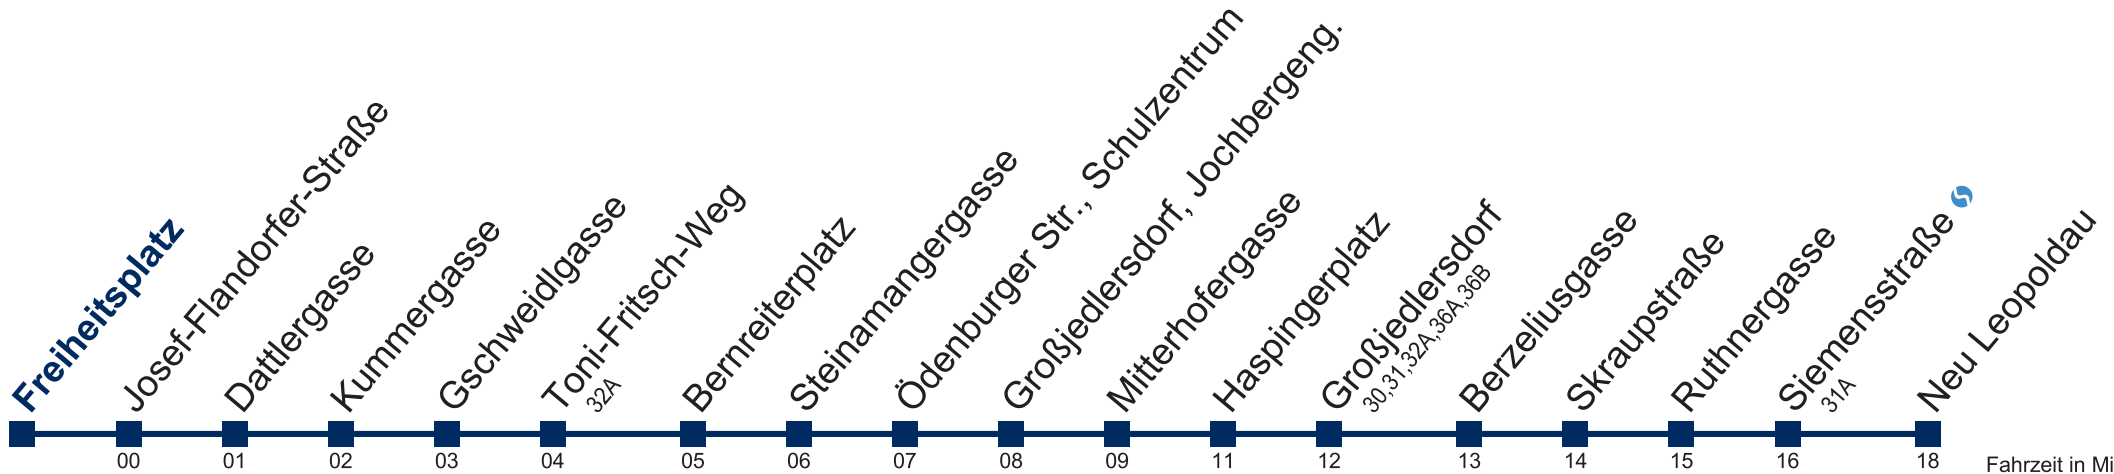 Freiheitsplatz
Josef-Flandorfer-Straße
Dattlergasse
Kummergasse
Gschweidlgasse
Toni-Fritsch-Weg
32A
Bernreiterplatz
Steinamangergasse
Ödenburger Str., Schulzentrum
Großjedlersdorf, Jochbergeng.
Mitterhofergasse
Haspingerplatz
Großjedlersdorf
30,31,32A,36A,36B
Berzeliusgasse
Skraupstraße
Ruthnergasse
Siemensstraße
31A
Neu Leopoldau
00 01 02 03 04 05 06 07 08 09 11 12 13 14 15 16 18
Fahrzeit in Mi